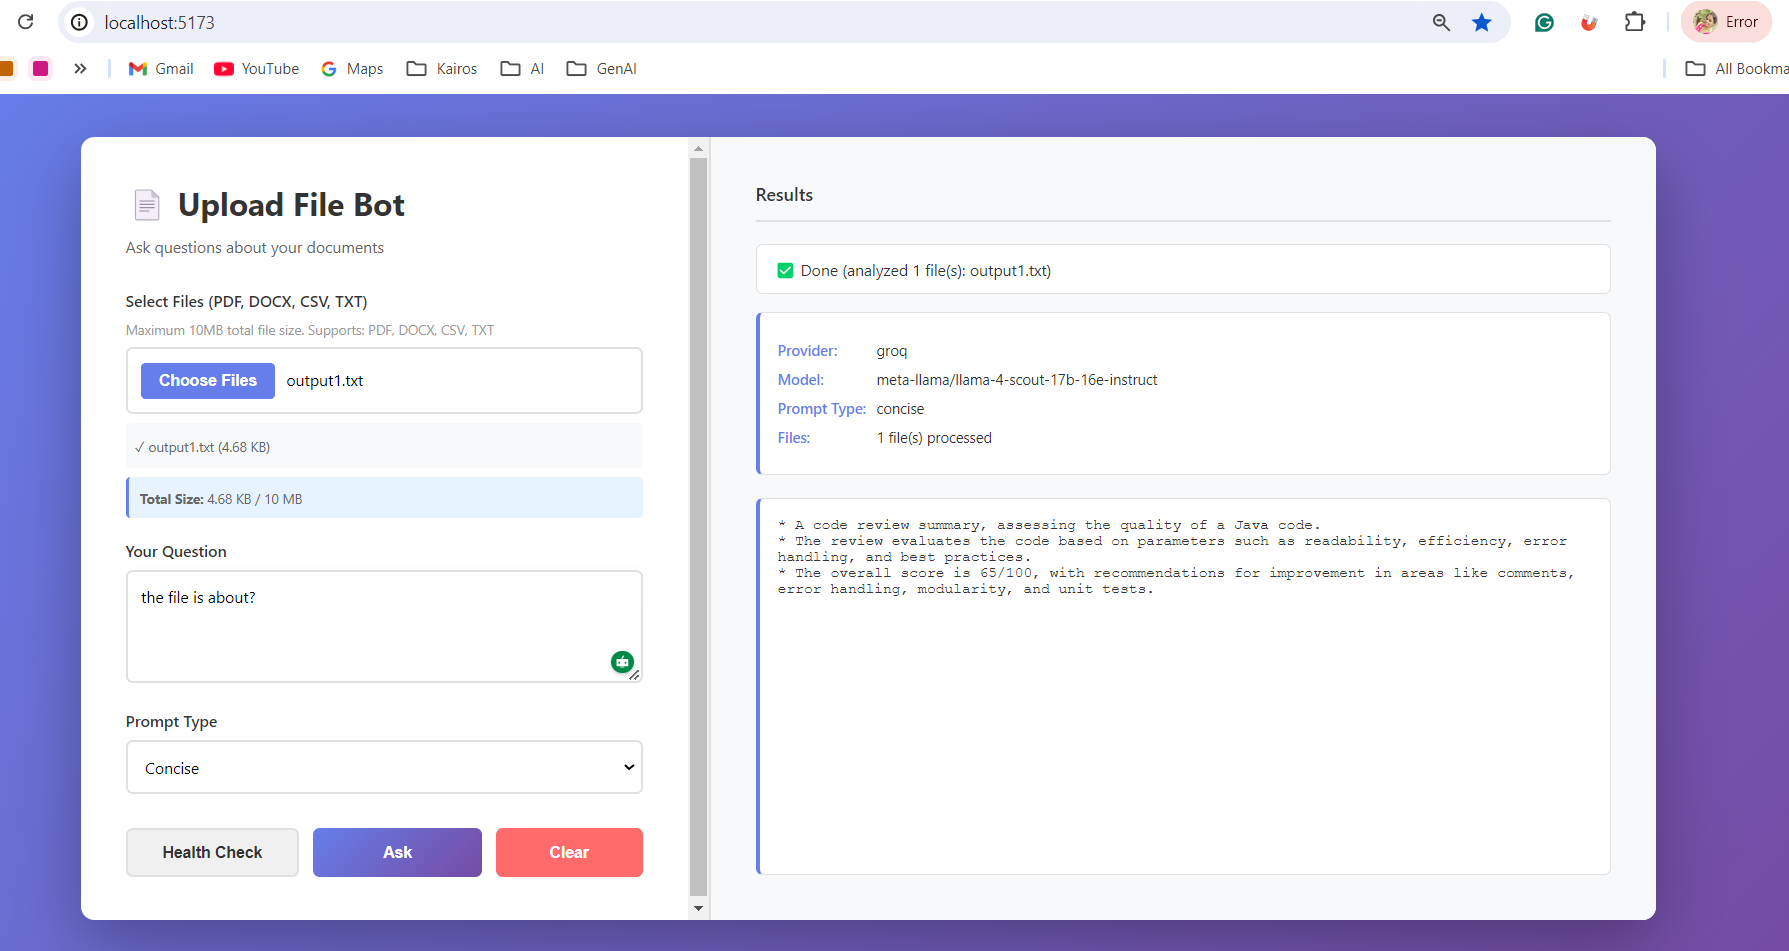 localhost:5173
Error
Gmail
YouTube
Maps
Kairos
AI
GenAI
All Bookma
Upload File Bot
Ask questions about your documents
Select Files (PDF, DOCX, CSV, TXT)
Maximum 10MB total file size. Supports: PDF, DOCX, CSV, TXT
Choose Files output1.txt
✓ output1.txt (4.68 KB)
Total Size: 4.68 KB / 10 MB
Your Question
the file is about?
Prompt Type
Concise
Health Check
Ask
Clear
Results
✅ Done (analyzed 1 file(s): output1.txt)
Provider: groq
Model: meta-llama/llama-4-scout-17b-16e-instruct
Prompt Type: concise
Files: 1 file(s) processed
* A code review summary, assessing the quality of a Java code.
* The review evaluates the code based on parameters such as readability, efficiency, error
handling, and best practices.
* The overall score is 65/100, with recommendations for improvement in areas like comments,
error handling, modularity, and unit tests.